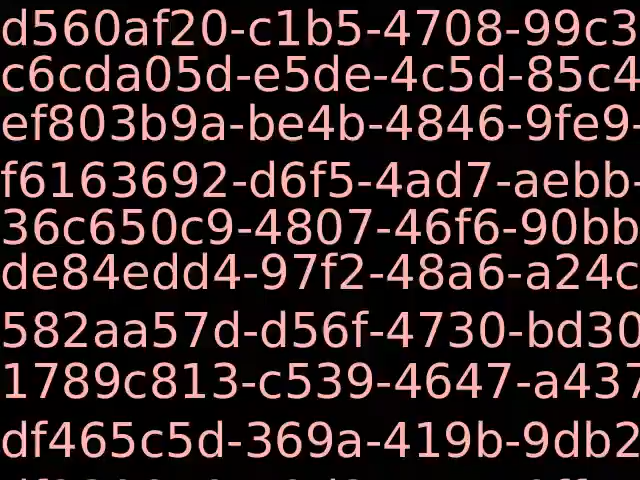 d560af20-c1b5-4708-99c3
c6cda05d-e5de-4c5d-85c4
ef803b9a-be4b-4846-9fe9-
f6163692-d6f5-4ad7-aebb-
36c650c9-4807-46f6-90bb
de84edd4-97f2-48a6-a24c
582aa57d-d56f-4730-bd30
1789c813-c539-4647-a437
df465c5d-369a-419b-9db2